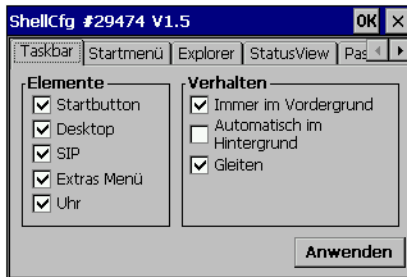 ShellCfg #29474 V1.5 OK ×
Taskbar Startmenü Explorer StatusView Pas
Elemente
Startbutton
Desktop
SIP
Extras Menü
Uhr
Verhalten
Immer im Vordergrund
Automatisch im
Hintergrund
Gleiten
Anwenden